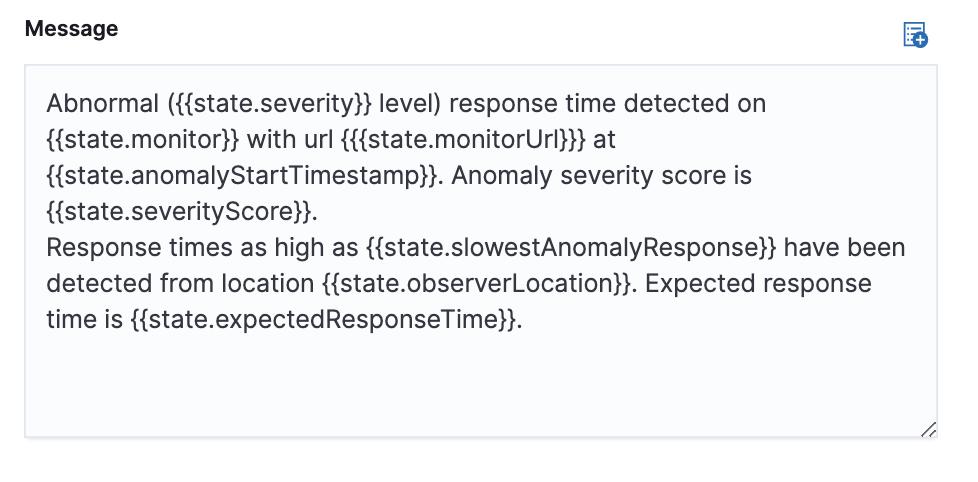 Message
Abnormal ({{state.severity}} level) response time detected on
{{state.monitor}} with url {{{state.monitorUrl}}} at
{{state.anomalyStartTimestamp}}. Anomaly severity score is
{{state.severityScore}}.
Response times as high as {{state.slowestAnomalyResponse}} have been
detected from location {{state.observerLocation}}. Expected response
time is {{state.expectedResponseTime}}.